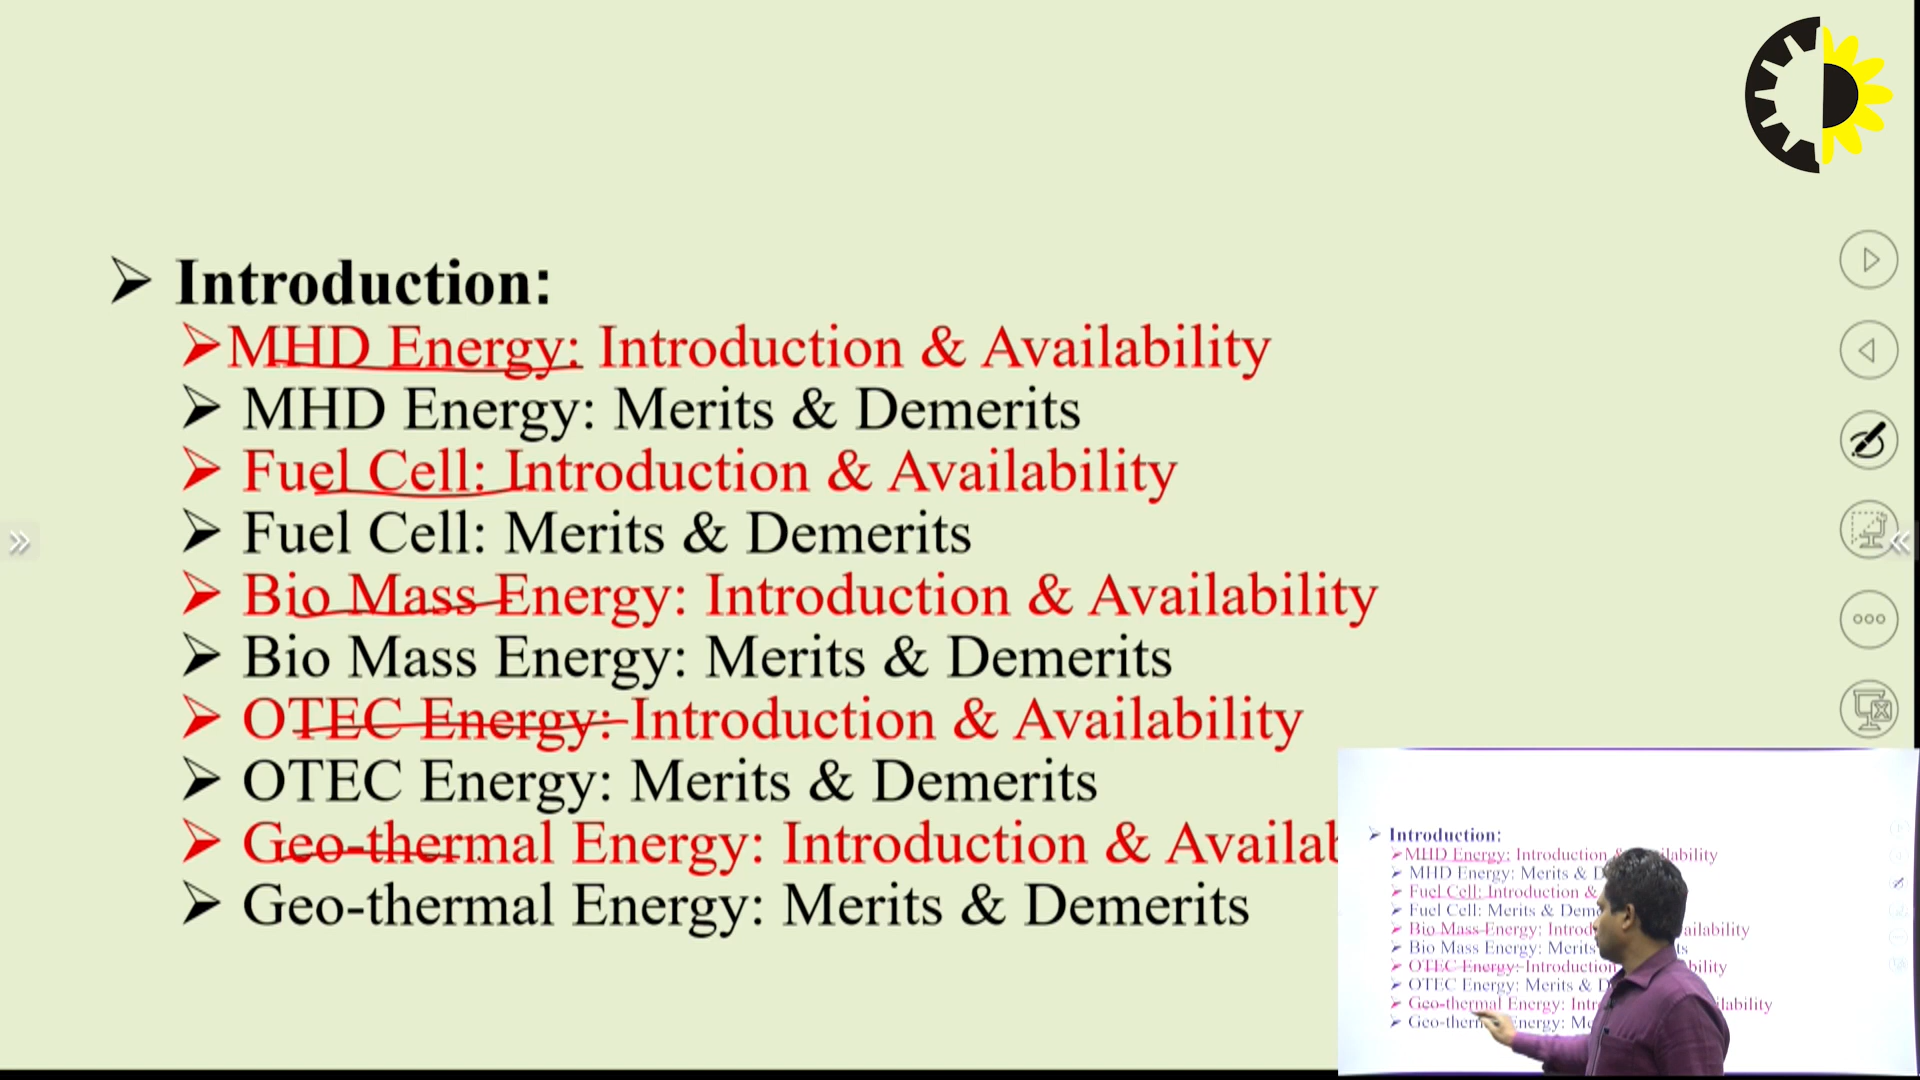 ➢ Introduction:
➢MHD Energy: Introduction & Availability
➢ MHD Energy: Merits & Demerits
➢ Fuel Cell: Introduction & Availability
➢ Fuel Cell: Merits & Demerits
➢ Bio Mass Energy: Introduction & Availability
➢ Bio Mass Energy: Merits & Demerits
➢ OTEC Energy: Introduction & Availability
➢ OTEC Energy: Merits & Demerits
➢ Geo-thermal Energy: Introduction & Availab
➢ Geo-thermal Energy: Merits & Demerits
➢ Introduction:
➢MHD Energy: Introduction & ilability
➢ MHD Energy: Merits & D
➢ Fuel Cell: Introduction &
➢ Fuel Cell: Merits & Dem
➢ Bio Mass Energy: Introd ailability
➢ Bio Mass Energy: Merits ts
➢ OTEC Energy: Introduction bility
➢ OTEC Energy: Merits & D
➢ Geo-thermal Energy: Intr ilability
➢ Geo-therm Energy: Me